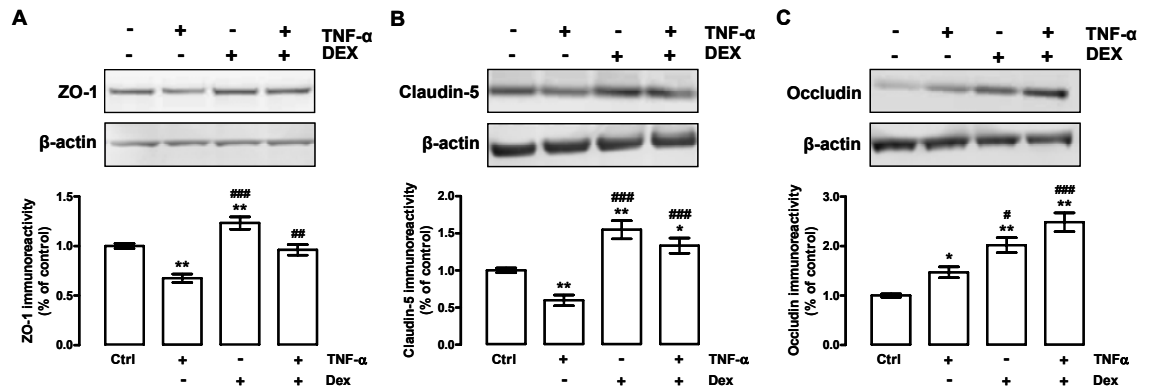 A
- + - + TNF-α
- - + + DEX
ZO-1
β-actin
ZO-1 immunoreactivity
(% of control)
1.5
1.0
0.5
0.0
**
###
**
##
Ctrl + - + TNF-α
- + + Dex
B
- + - + TNF-α
- - + + DEX
Claudin-5
β-actin
Claudin-5 immunoreactivity
(% of control)
2.0
1.5
1.0
0.5
0.0
**
###
**
###
*
Ctrl + - + TNF-α
- + + Dex
C
- + - + TNF-α
- - + + DEX
Occludin
β-actin
Occludin immunoreactivity
(% of control)
3.0
2.0
1.0
0.0
*
#
**
###
**
Ctrl + - + TNFα
- + + Dex